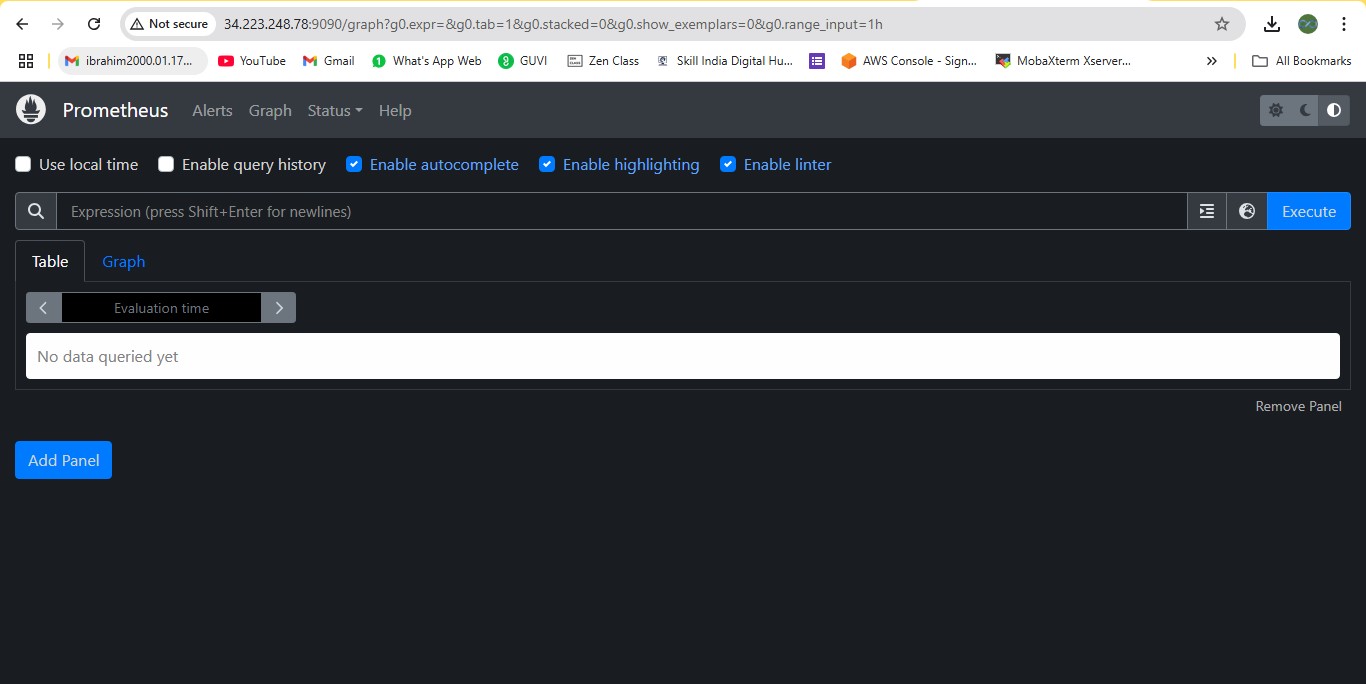 Not secure 34.223.248.78:9090/graph?g0.expr=&g0.tab=1&g0.stacked=0&g0.show_exemplars=0&g0.range_input=1h
ibrahim2000.01.17... YouTube Gmail What's App Web GUVI Zen Class Skill India Digital Hu... AWS Console - Sign... MobaXterm Xserver... » All Bookmarks
Prometheus Alerts Graph Status Help
Use local time Enable query history Enable autocomplete Enable highlighting Enable linter
Expression (press Shift+Enter for newlines) Execute
Table Graph
Evaluation time
No data queried yet
Remove Panel
Add Panel